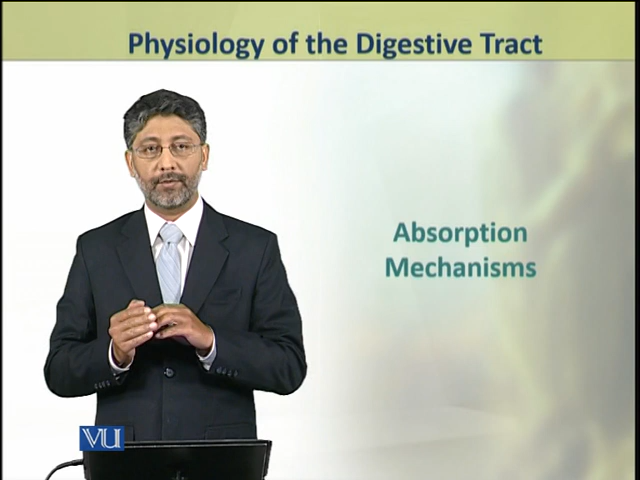 Physiology of the Digestive Tract
Absorption
Mechanisms
VU